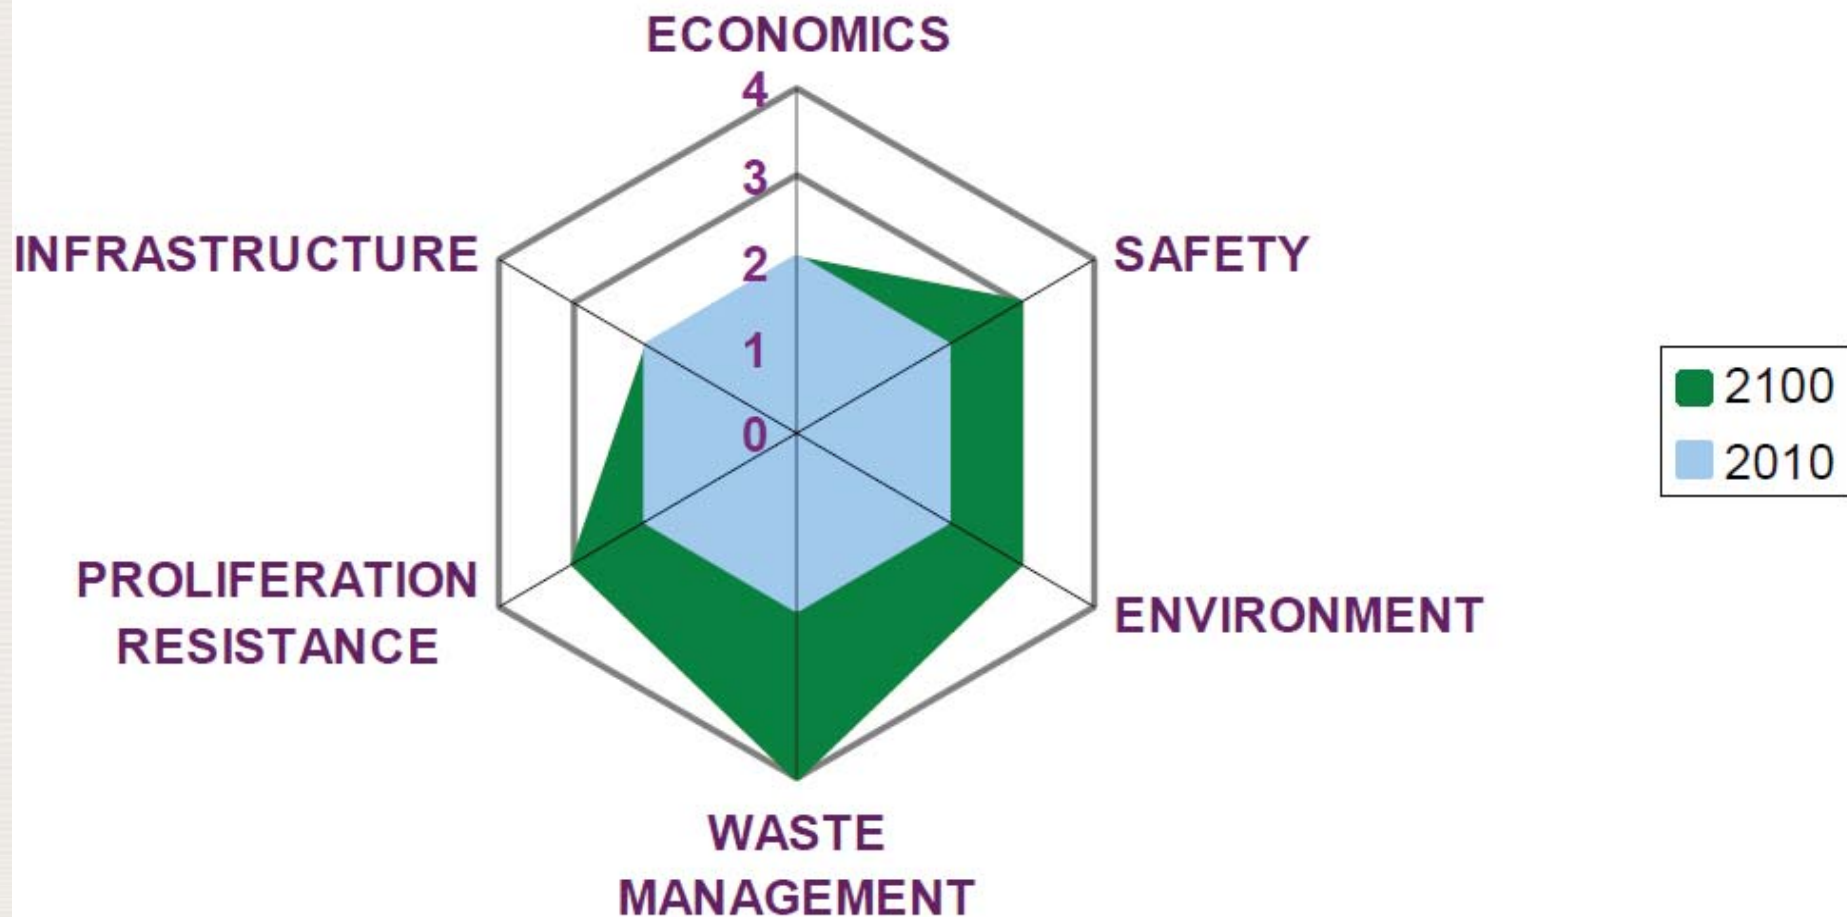 ECONOMICS
4
3
2
1
0
INFRASTRUCTURE
SAFETY
2100
2010
PROLIFERATION
RESISTANCE
ENVIRONMENT
WASTE
MANAGEMENT